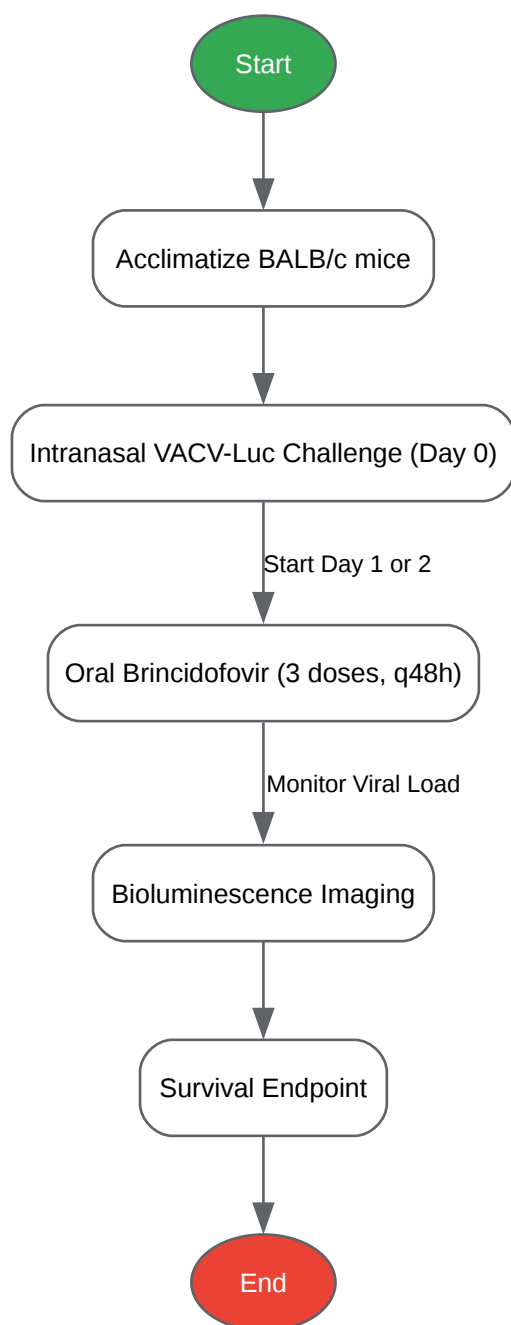 Start
Acclimatize BALB/c mice
Intranasal VACV-Luc Challenge (Day 0)
Start Day 1 or 2
Oral Brincidofovir (3 doses, q48h)
Monitor Viral Load
Bioluminescence Imaging
Survival Endpoint
End